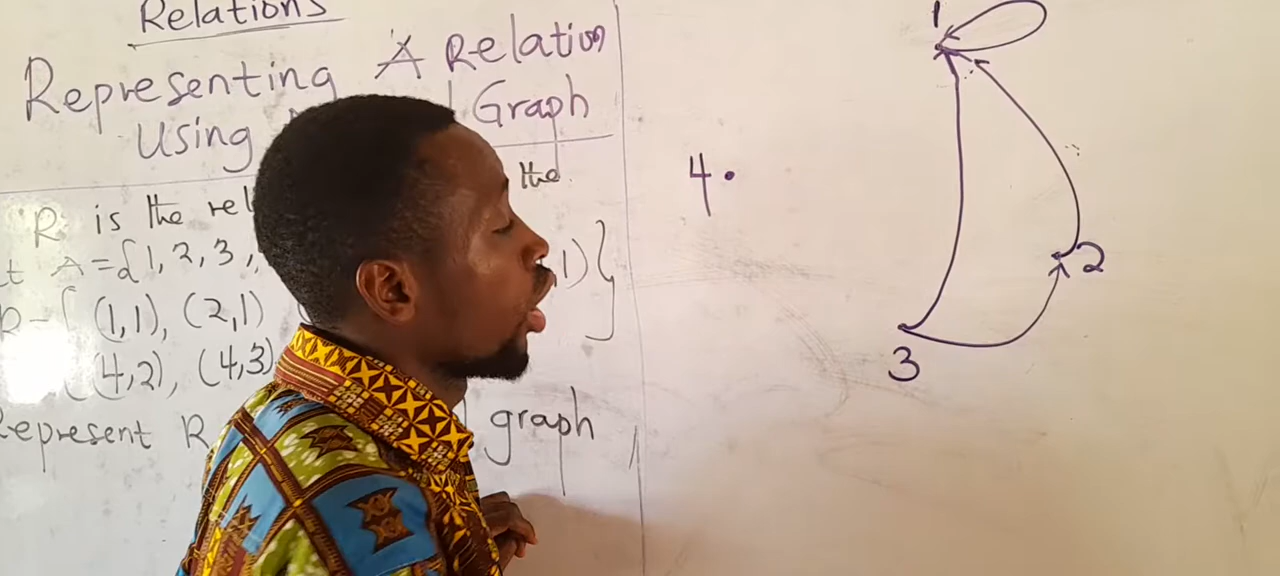 Relations
Representing A Relation
Using Graph
R is the the
A={1,2,3, 1)}
(1,1), (2,1)
(4,2), (4,3)
Represent R graph
1
4
2
3